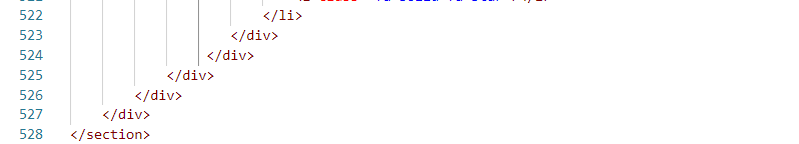 522 </li>
523 </div>
524 </div>
525 </div>
526 </div>
527 </div>
528 </section>